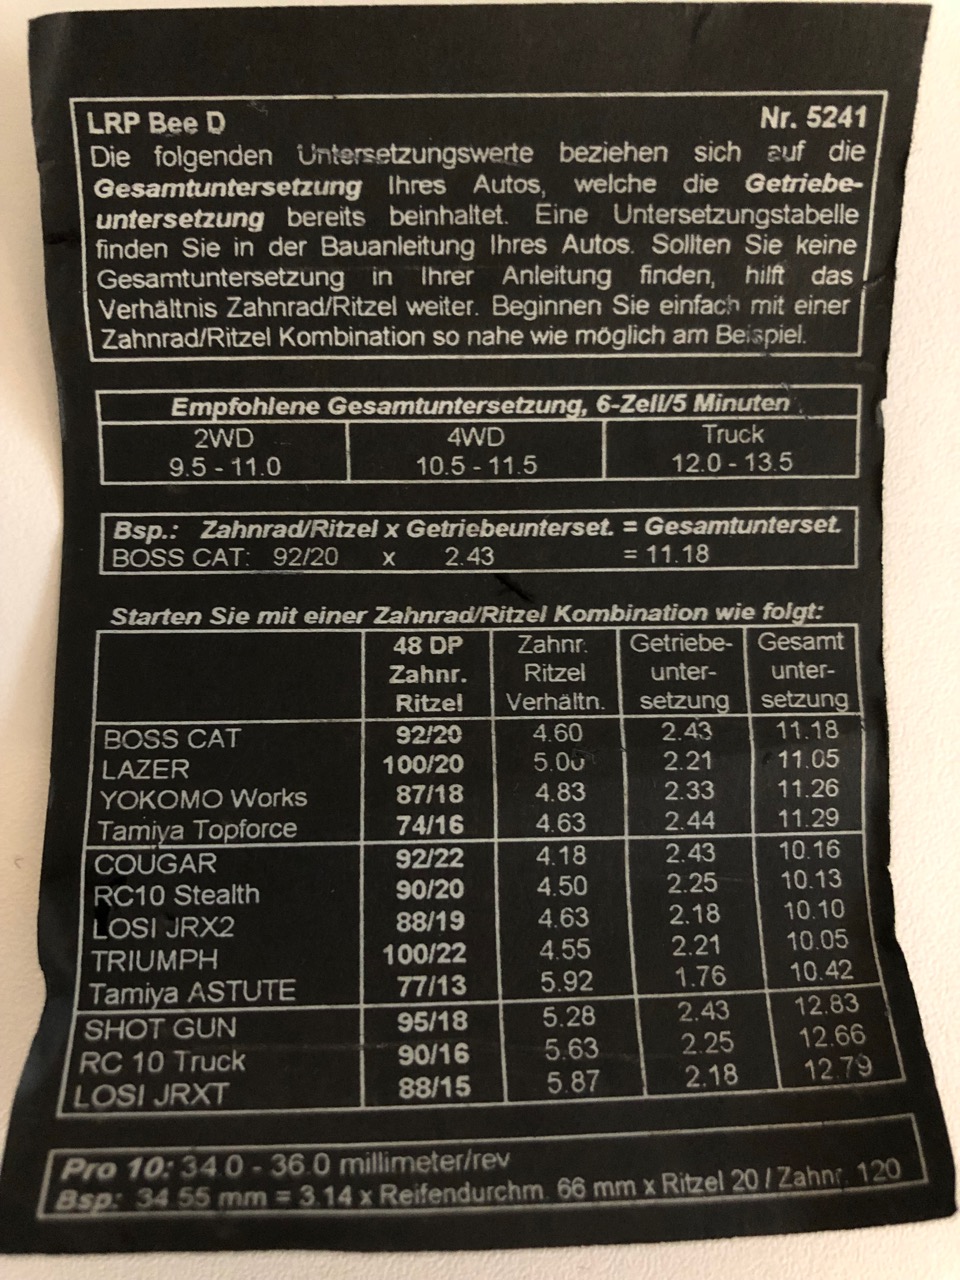 LRP Bee D Nr. 5241
Die folgenden Untersetzungswerte beziehen sich auf die
Gesamtuntersetzung Ihres Autos, welche die Getriebe-
untersetzung bereits beinhaltet. Eine Untersetzungstabelle
finden Sie in der Bauanleitung Ihres Autos. Sollten Sie keine
Gesamtuntersetzung in Ihrer Anleitung finden, hilft das
Verhältnis Zahnrad/Ritzel weiter. Beginnen Sie einfach mit einer
Zahnrad/Ritzel Kombination so nahe wie möglich am Beispiel.
Empfohlene Gesamtuntersetzung, 6-Zell/5 Minuten
2WD 4WD Truck
9.5 - 11.0 10.5 - 11.5 12.0 - 13.5
Bsp.: Zahnrad/Ritzel x Getriebeunterset. = Gesamtunterset.
BOSS CAT: 92/20 x 2.43 = 11.18
Starten Sie mit einer Zahnrad/Ritzel Kombination wie folgt:
48 DP Zahnr. Getriebe- Gesamt
Zahnr. Ritzel unter- unter-
Ritzel Verhältn. setzung setzung
BOSS CAT 92/20 4.60 2.43 11.18
LAZER 100/20 5.00 2.21 11.05
YOKOMO Works 87/18 4.83 2.33 11.26
Tamiya Topforce 74/16 4.63 2.44 11.29
COUGAR 92/22 4.18 2.43 10.16
RC10 Stealth 90/20 4.50 2.25 10.13
LOSI JRX2 88/19 4.63 2.18 10.10
TRIUMPH 100/22 4.55 2.21 10.05
Tamiya ASTUTE 77/13 5.92 1.76 10.42
SHOT GUN 95/18 5.28 2.43 12.83
RC 10 Truck 90/16 5.63 2.25 12.66
LOSI JRXT 88/15 5.87 2.18 12.79
Pro 10: 34.0 - 36.0 millimeter/rev
Bsp: 34.55 mm = 3.14 x Reifendurchm. 66 mm x Ritzel 20 / Zahnr. 120